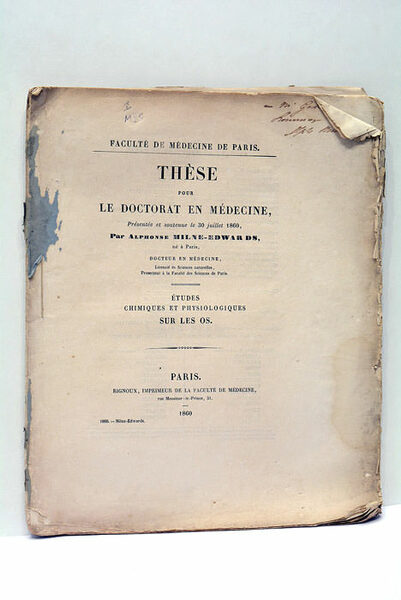 — Mr
FACULTÉ DE MÉDECINE DE PARIS.
THÈSE
POUR
LE DOCTORAT EN MÉDECINE,
Présentée et soutenue le 30 juillet 1860,
Par ALPHONSE MILNE-EDWARDS,
né à Paris,
DOCTEUR EN MÉDECINE,
Licencié ès Sciences naturelles,
Préparateur à la Faculté des Sciences de Paris.
ÉTUDES
CHIMIQUES ET PHYSIOLOGIQUES
SUR LES OS.
PARIS.
RIGNOUX, IMPRIMEUR DE LA FACULTÉ DE MÉDECINE,
rue Monsieur-le-Prince, 31.
1860
1860. — Milne-Edwards.